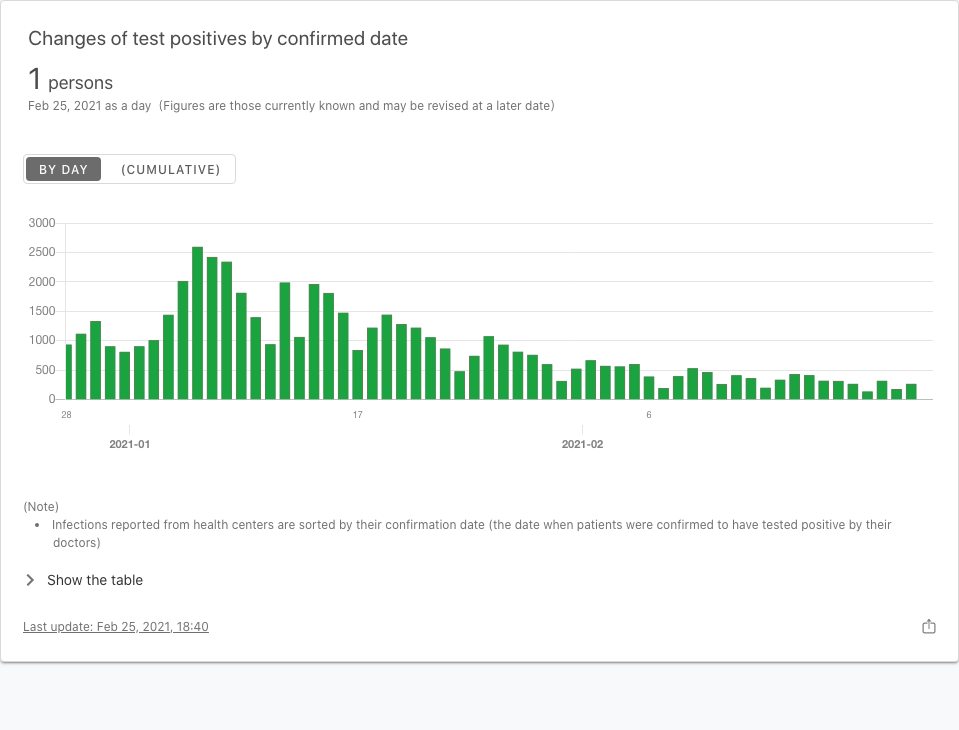 Changes of test positives by confirmed date
1 persons
Feb 25, 2021 as a day (Figures are those currently known and may be revised at a later date)
BY DAY (CUMULATIVE)
3000
2500
2000
1500
1000
500
0
28 17 6
2021-01 2021-02
(Note)
• Infections reported from health centers are sorted by their confirmation date (the date when patients were confirmed to have tested positive by their
doctors)
Show the table
Last update: Feb 25, 2021, 18:40